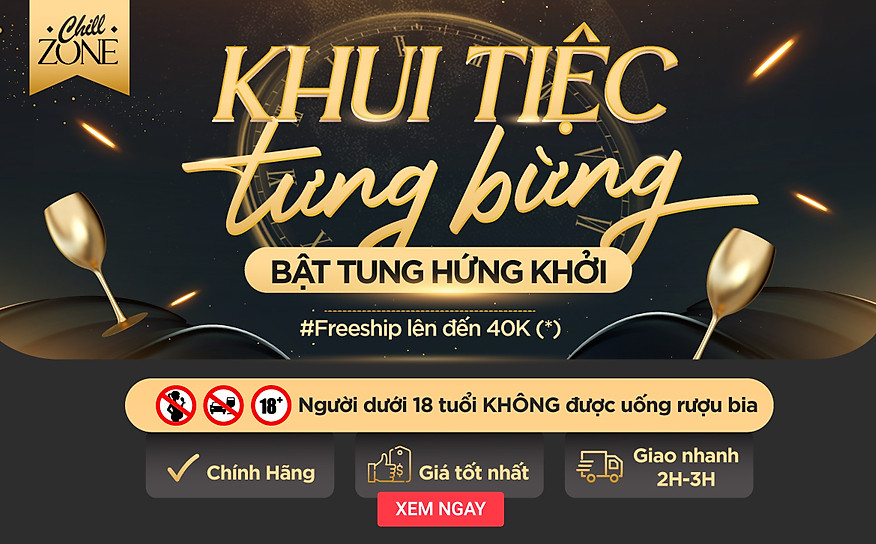 Chill
ZONE
KHUI TIỆC
tưng bừng
BẬT TUNG HỨNG KHỞI
#Freeship lên đến 40K (*)
18+
Người dưới 18 tuổi KHÔNG được uống rượu bia
Chính Hãng
Giá tốt nhất
Giao nhanh
2H-3H
XEM NGAY